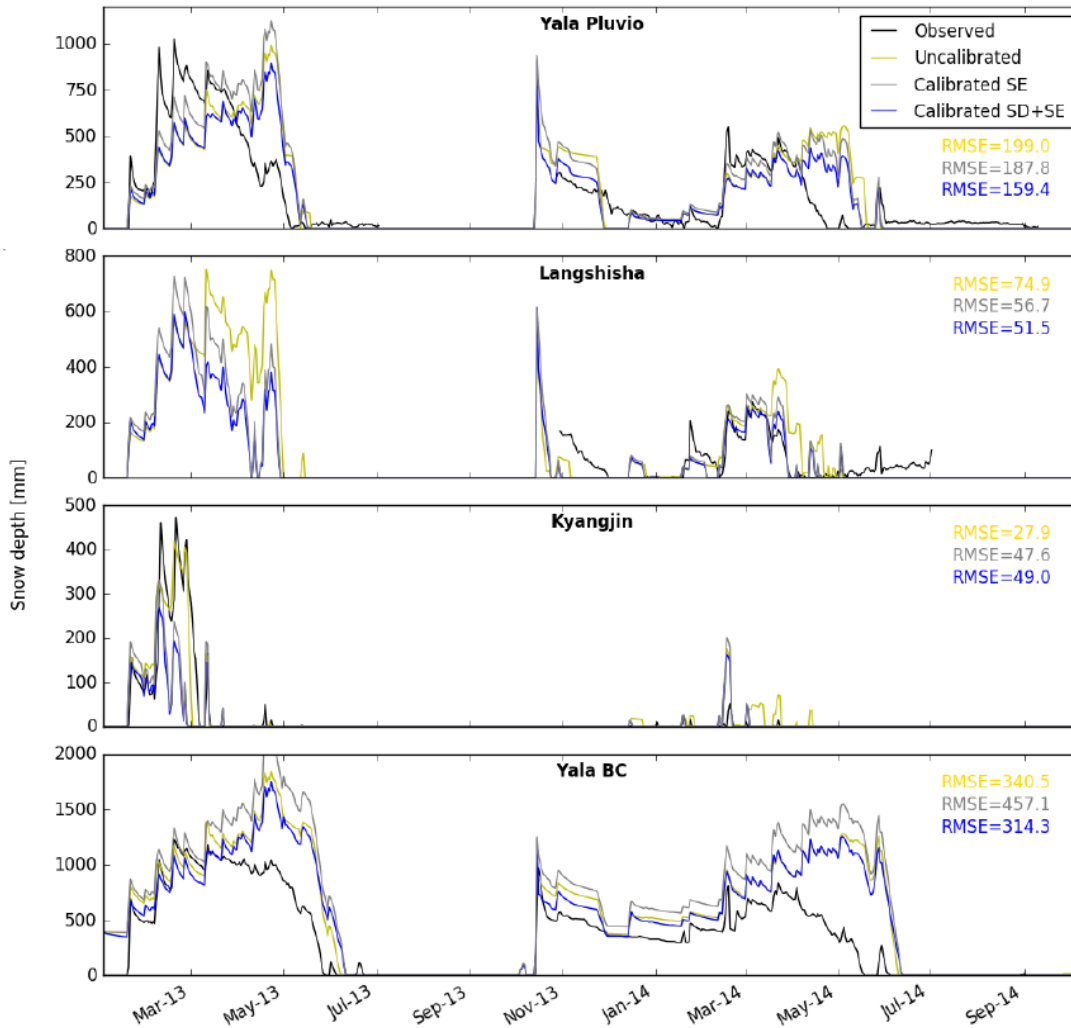 Yala Pluvio
Observed
Uncalibrated
Calibrated SE
Calibrated SD+SE
RMSE=199.0
RMSE=187.8
RMSE=159.4
1000
750
500
250
0
Langshisha
RMSE=74.9
RMSE=56.7
RMSE=51.5
800
600
400
200
0
Snow depth [mm]
Kyangjin
RMSE=27.9
RMSE=47.6
RMSE=49.0
500
400
300
200
100
0
Yala BC
RMSE=340.5
RMSE=457.1
RMSE=314.3
2000
1500
1000
500
0
Mar-13 May-13 Jul-13 Sep-13 Nov-13 Jan-14 Mar-14 May-14 Jul-14 Sep-14